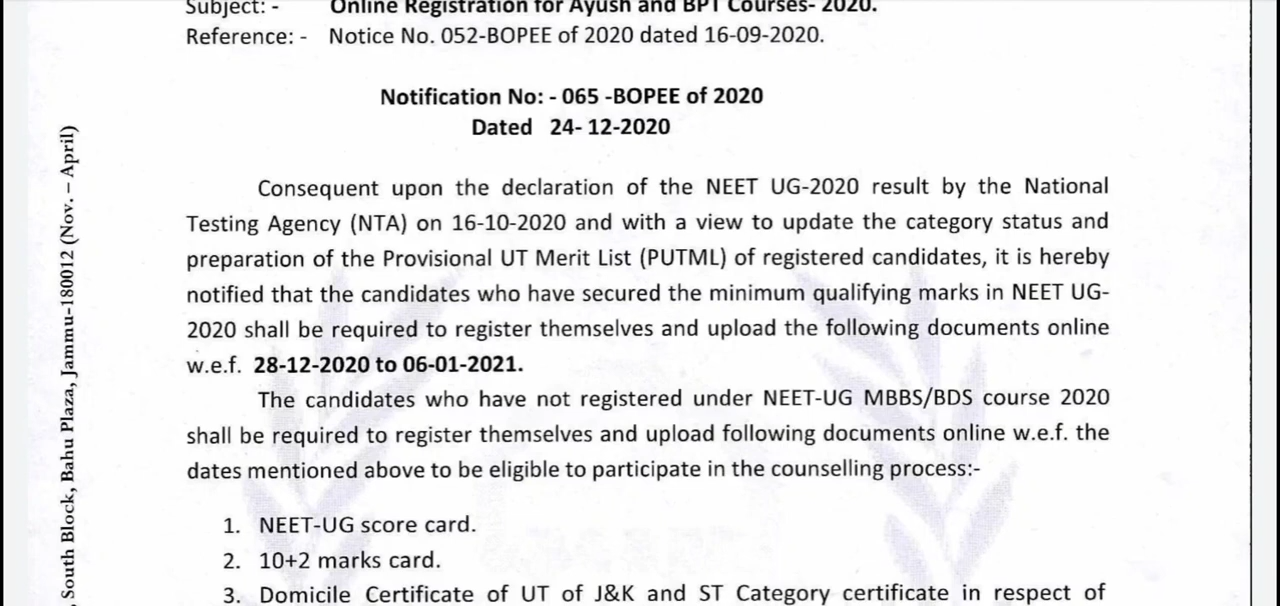 Subject: - Online Registration for Ayush and BPT Courses- 2020.
Reference: - Notice No. 052-BOPEE of 2020 dated 16-09-2020.
Notification No: - 065 -BOPEE of 2020
Dated 24- 12-2020
Consequent upon the declaration of the NEET UG-2020 result by the National
Testing Agency (NTA) on 16-10-2020 and with a view to update the category status and
preparation of the Provisional UT Merit List (PUTML) of registered candidates, it is hereby
notified that the candidates who have secured the minimum qualifying marks in NEET UG-
2020 shall be required to register themselves and upload the following documents online
w.e.f. 28-12-2020 to 06-01-2021.
The candidates who have not registered under NEET-UG MBBS/BDS course 2020
shall be required to register themselves and upload following documents online w.e.f. the
dates mentioned above to be eligible to participate in the counselling process:-
1. NEET-UG score card.
2. 10+2 marks card.
3. Domicile Certificate of UT of J&K and ST Category certificate in respect of
, South Block, Bahu Plaza, Jammu-180012 (Nov. – April)